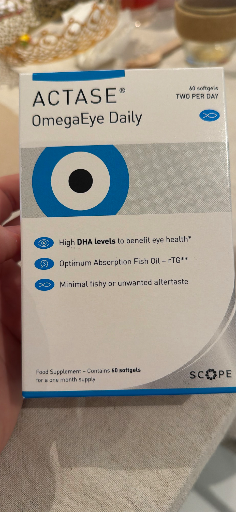 60 softgels
TWO PER DAY
ACTASE®
OmegaEye Daily
High DHA levels to benefit eye health*
Optimum Absorption Fish Oil – rTG**
Minimal fishy or unwanted aftertaste
Food Supplement – Contains 60 softgels
for a one month supply
SCOPE